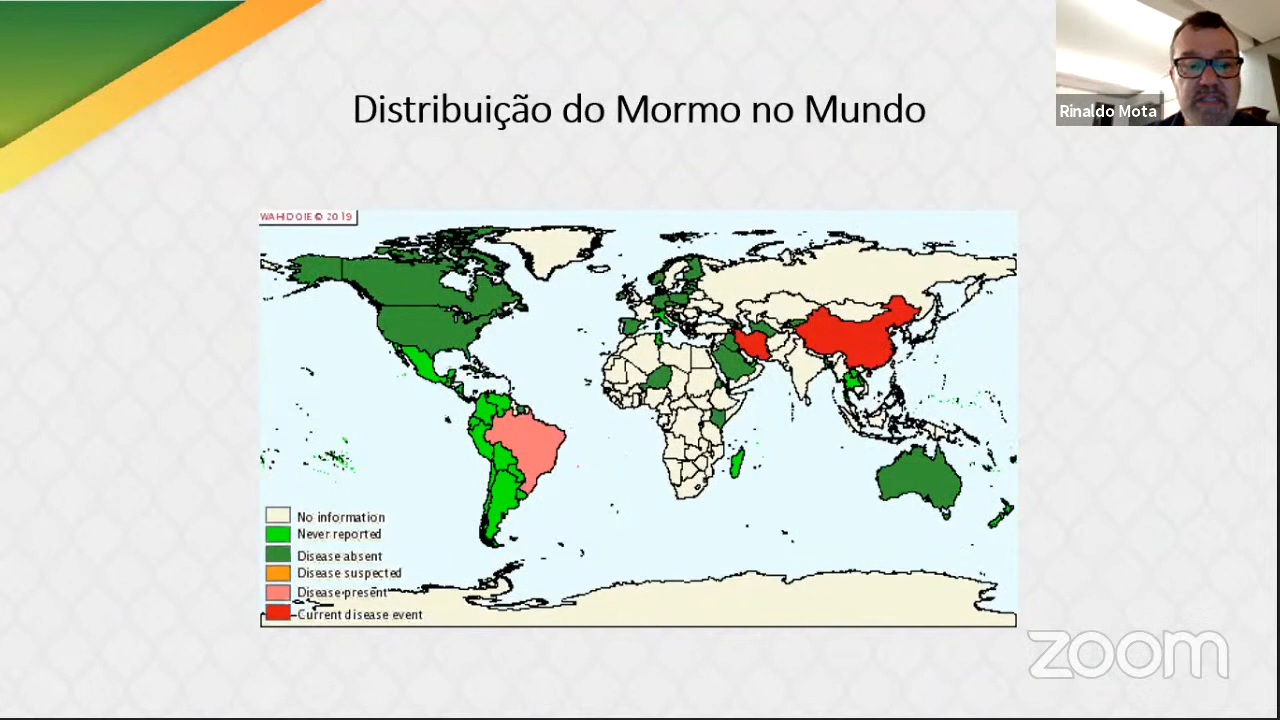 Distribuição do Mormo no Mundo
Rinaldo Mota
WAHID OIE © 2019
No information
Never reported
Disease absent
Disease suspected
Disease present
Current disease event
zoom